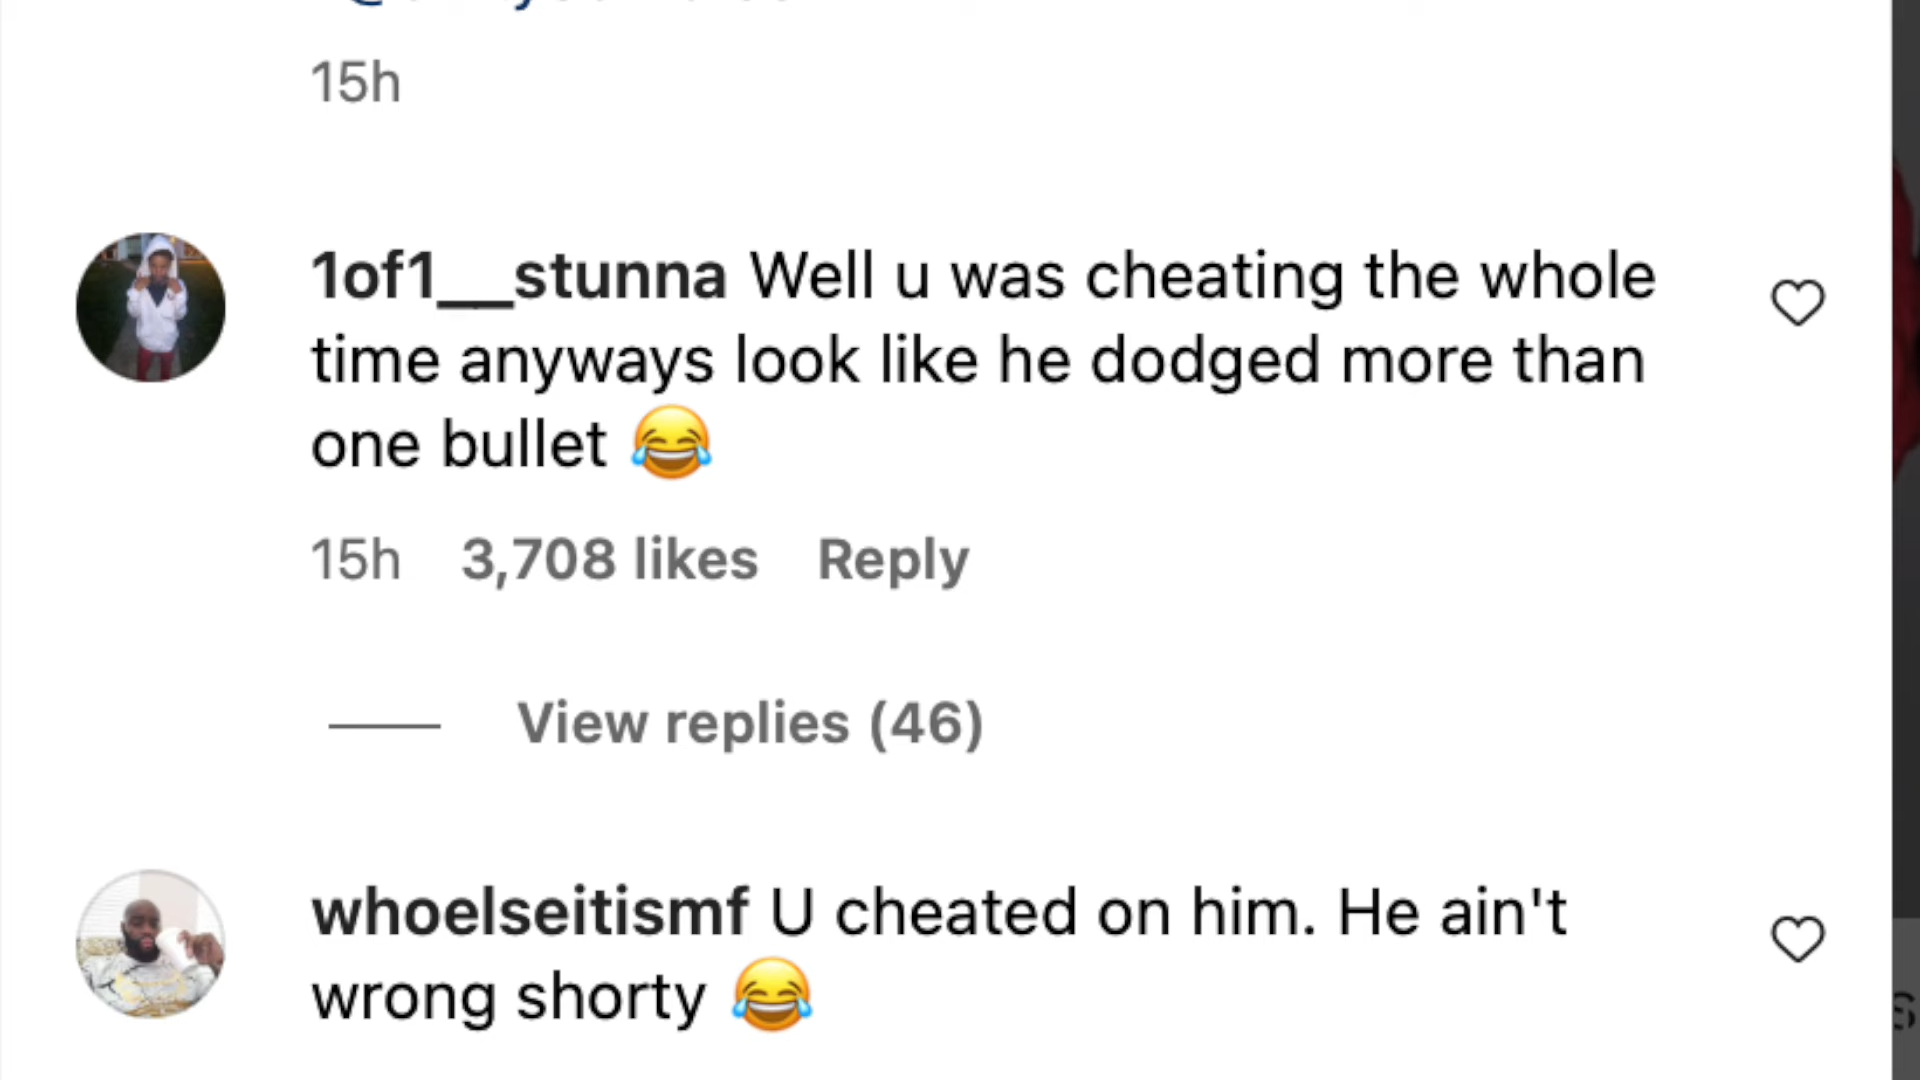 15h
1of1__stunna Well u was cheating the whole
time anyways look like he dodged more than
one bullet 😂
15h 3,708 likes Reply
View replies (46)
whoelseitismf U cheated on him. He ain't
wrong shorty 😂